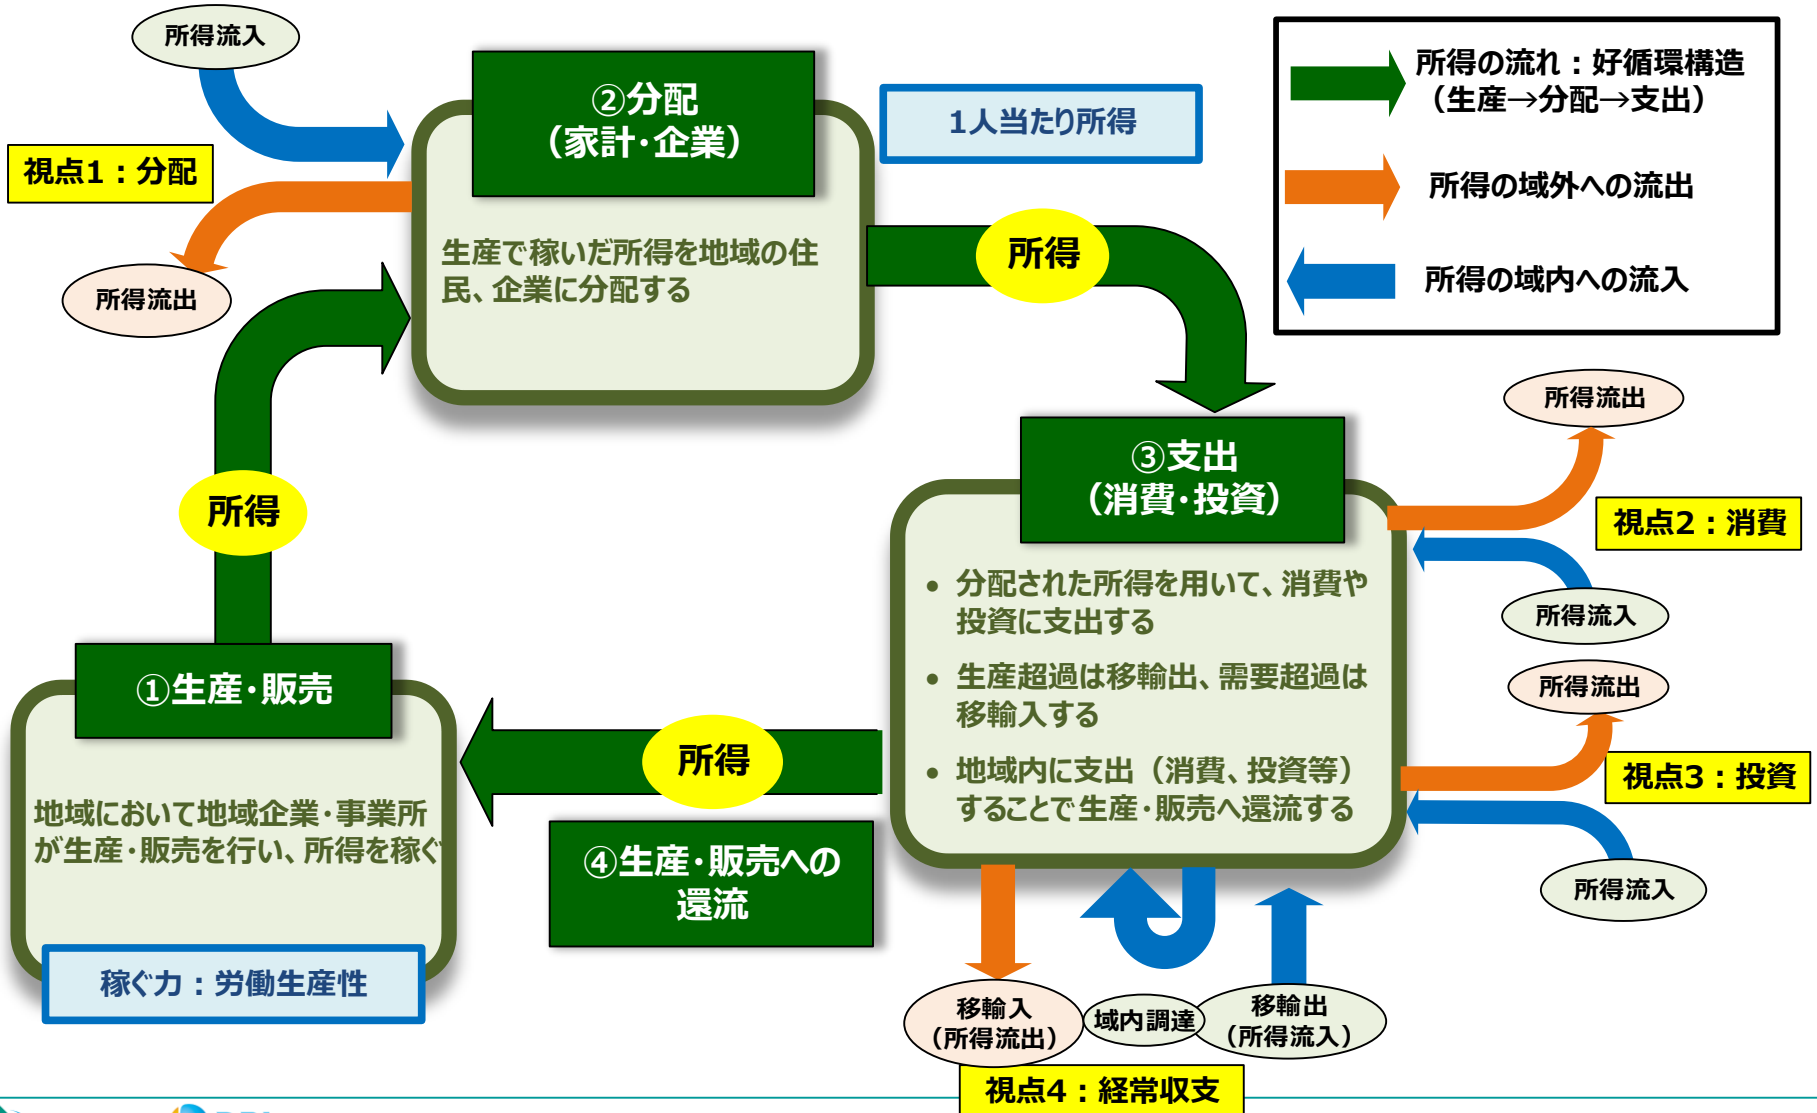 所得流入
②分配
（家計・企業）
1人当たり所得
視点1：分配
生産で稼いだ所得を地域の住
民、企業に分配する
所得流出
所得
所得の流れ：好循環構造
（生産→分配→支出）
所得の域外への流出
所得の域内への流入
所得
③支出
（消費・投資）
所得流出
視点2：消費
所得流入
• 分配された所得を用いて、消費や
投資に支出する
• 生産超過は移輸出、需要超過は
移輸入する
• 地域内に支出（消費、投資等）
することで生産・販売へ還流する
所得流出
視点3：投資
所得流入
①生産・販売
地域において地域企業・事業所
が生産・販売を行い、所得を稼ぐ
稼ぐ力：労働生産性
所得
④生産・販売への
還流
移輸入
（所得流出）
域内調達
移輸出
（所得流入）
視点4：経常収支